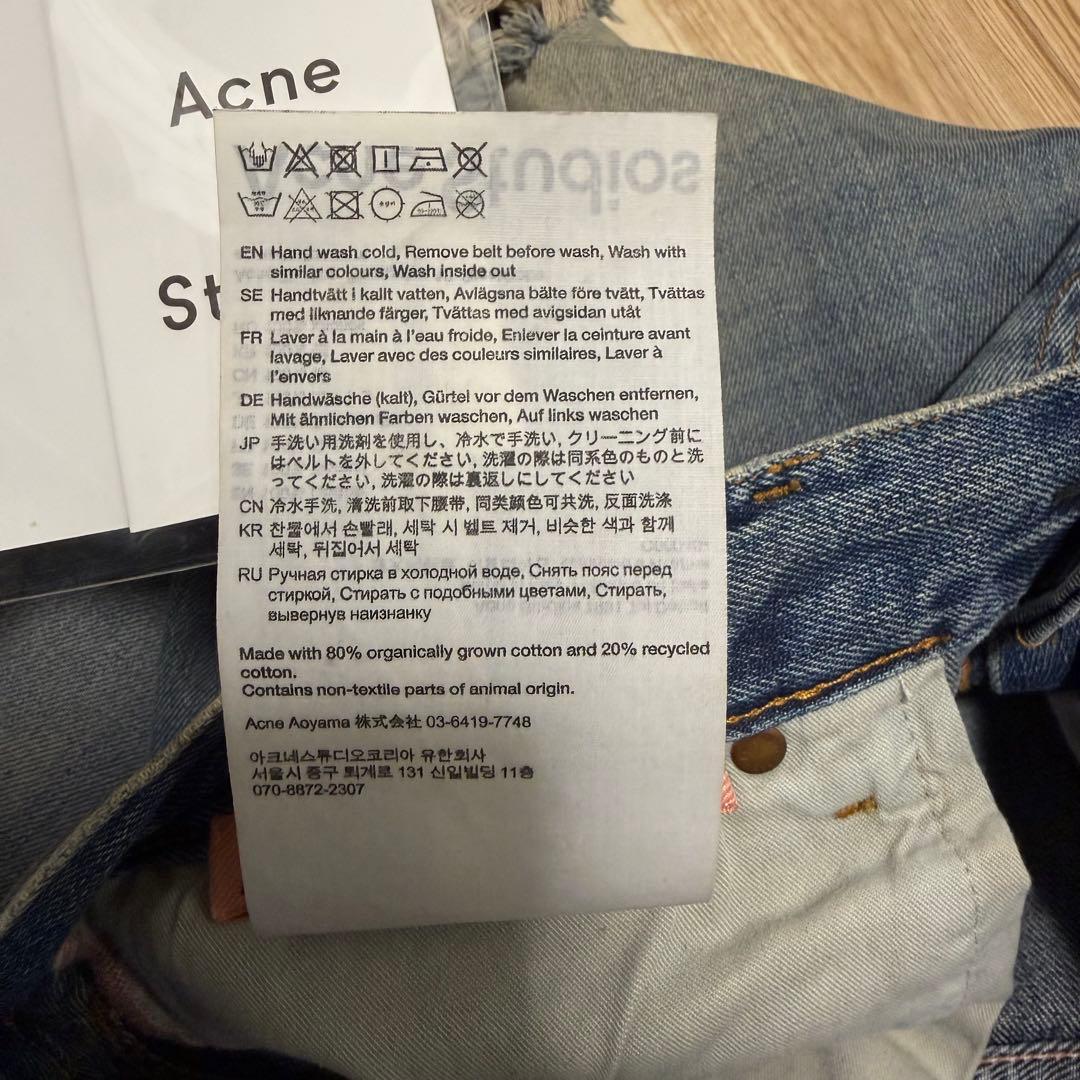 Acne
St
EN Hand wash cold, Remove belt before wash, Wash with
similar colours, Wash inside out
SE Handtvätt i kallt vatten, Avlägsna bälte före tvätt, Tvättas
med liknande färger, Tvättas med avigsidan utåt
FR Laver à la main à l'eau froide, Enlever la ceinture avant
lavage, Laver avec des couleurs similaires, Laver à
l'envers
DE Handwäsche (kalt), Gürtel vor dem Waschen entfernen,
Mit ähnlichen Farben waschen, Auf links waschen
JP 手洗い用洗剤を使用し、冷水で手洗い, クリーニング前に
はベルトを外してください, 洗濯の際は同系色のものと洗
ってください, 洗濯の際は裏返しにしてください
CN 冷水手洗, 清洗前取下腰带, 同类颜色可共洗, 反面洗涤
KR 찬물에서 손빨래, 세탁 시 벨트 제거, 비슷한 색과 함께
세탁, 뒤집어서 세탁
RU Ручная стирка в холодной воде, Снять пояс перед
стиркой, Стирать с подобными цветами, Стирать,
вывернув наизнанку
Made with 80% organically grown cotton and 20% recycled
cotton.
Contains non-textile parts of animal origin.
Acne Aoyama 株式会社 03-6419-7748
아크네스튜디오코리아 유한회사
서울시 중구 퇴계로 131 신일빌딩 11층
070-8872-2307